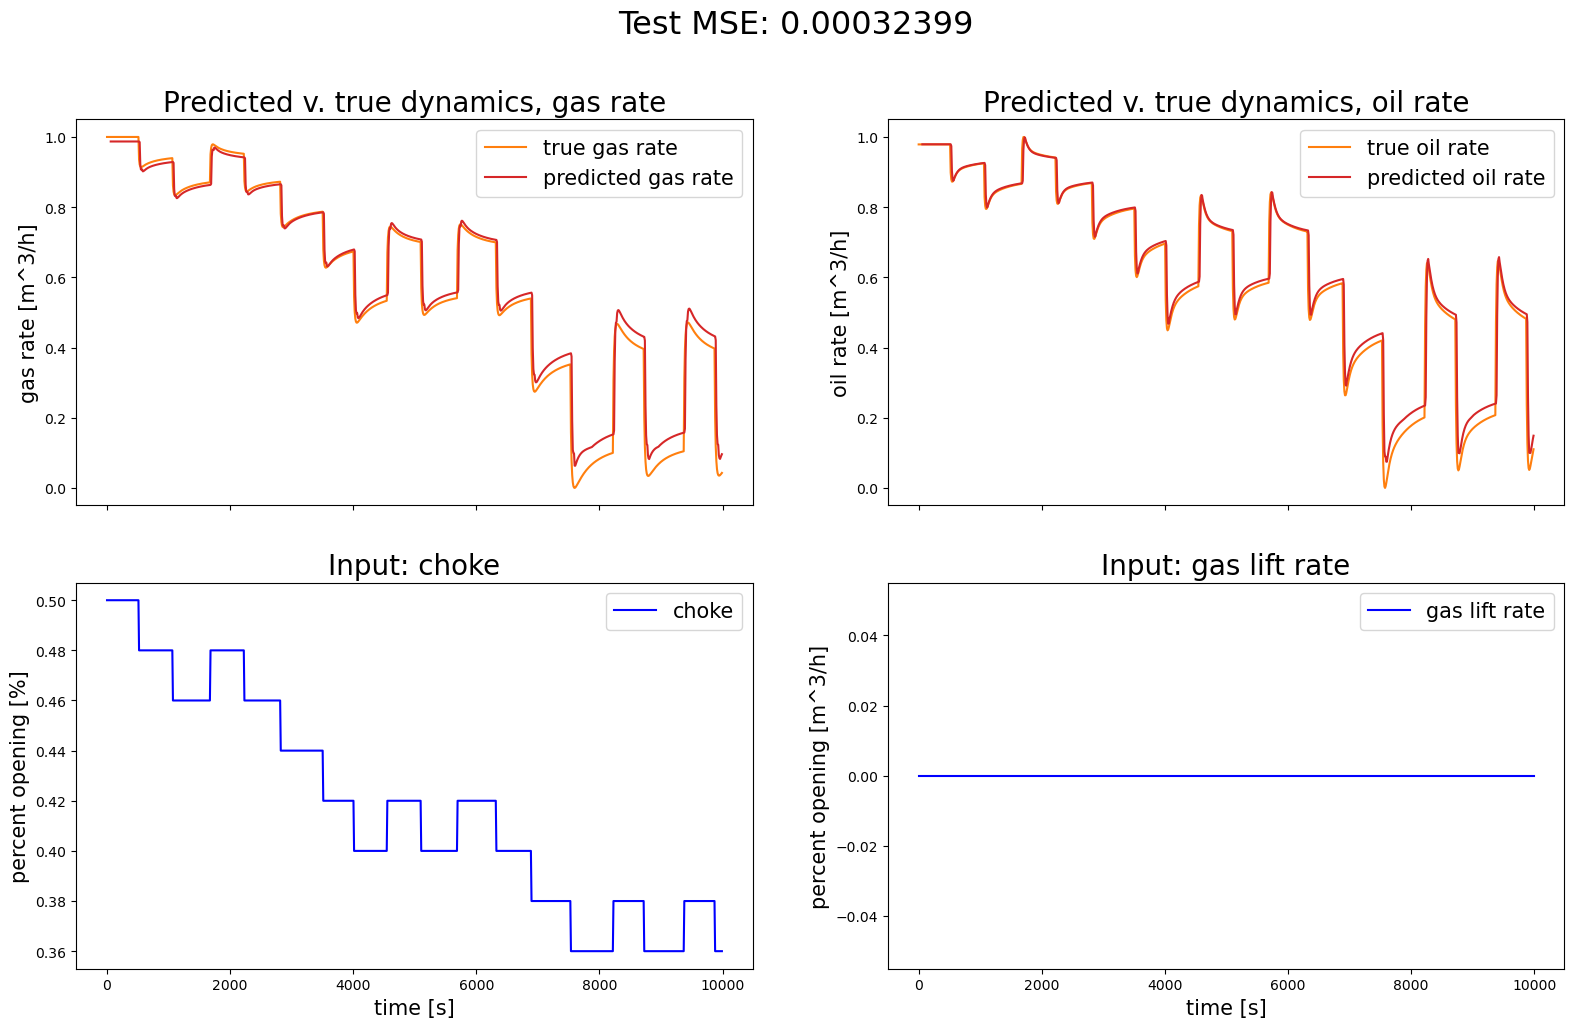 Test MSE: 0.00032399
Predicted v. true dynamics, gas rate
true gas rate
predicted gas rate
gas rate [m^3/h]
1.0
0.8
0.6
0.4
0.2
0.0
Predicted v. true dynamics, oil rate
true oil rate
predicted oil rate
oil rate [m^3/h]
1.0
0.8
0.6
0.4
0.2
0.0
Input: choke
choke
percent opening [%]
0.50
0.48
0.46
0.44
0.42
0.40
0.38
0.36
0 2000 4000 6000 8000 10000
time [s]
Input: gas lift rate
gas lift rate
percent opening [m^3/h]
0.04
0.02
0.00
−0.02
−0.04
0 2000 4000 6000 8000 10000
time [s]